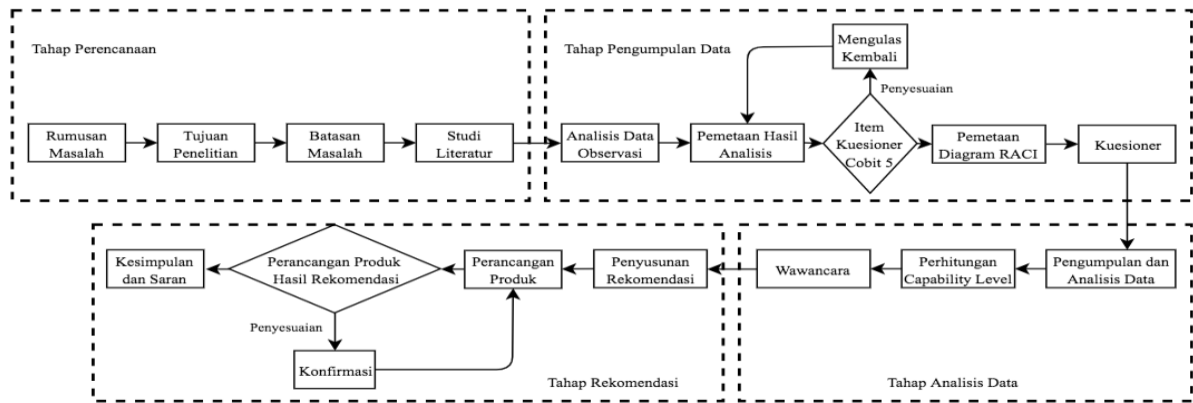 Tahap Perencanaan
Rumusan
Masalah
Tujuan
Penelitian
Batasan
Masalah
Studi
Literatur
Tahap Pengumpulan Data
Mengulas
Kembali
Penyesuaian
Analisis Data
Observasi
Pemetaan Hasil
Analisis
Item
Kuesioner
Cobit 5
Pemetaan
Diagram RACI
Kuesioner
Pengumpulan dan
Analisis Data
Perhitungan
Capability Level
Wawancara
Tahap Analisis Data
Penyusunan
Rekomendasi
Perancangan
Produk
Perancangan Produk
Hasil Rekomendasi
Penyesuaian
Konfirmasi
Kesimpulan
dan Saran
Tahap Rekomendasi